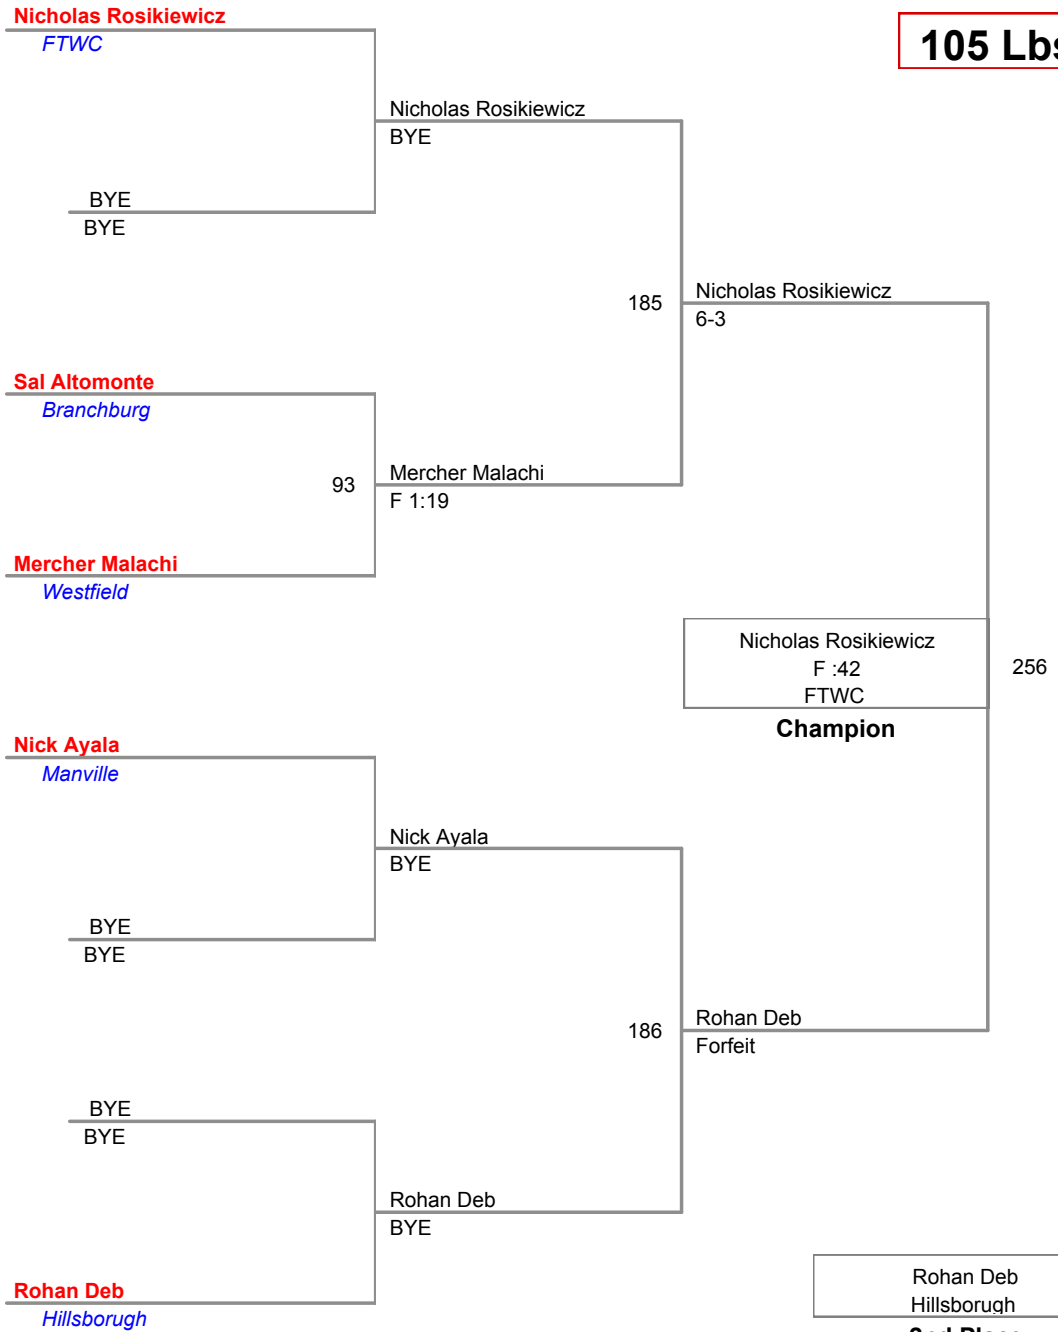 Nicholas Rosikiewicz
FTWC
105 Lbs
Nicholas Rosikiewicz
BYE
BYE
BYE
185
Nicholas Rosikiewicz
6-3
Sal Altomonte
Branchburg
93
Mercher Malachi
F 1:19
Mercher Malachi
Westfield
Nicholas Rosikiewicz
F :42
FTWC
256
Champion
Nick Ayala
Manville
Nick Ayala
BYE
BYE
BYE
186
Rohan Deb
Forfeit
BYE
BYE
Rohan Deb
BYE
Rohan Deb
Hillsborugh
Rohan Deb
Hillsborugh